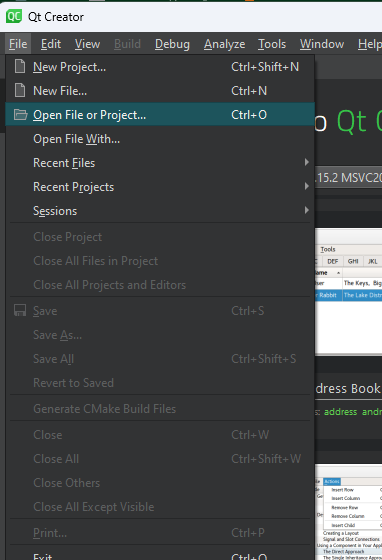 Qt Creator
File Edit View Build Debug Analyze Tools Window Help
New Project... Ctrl+Shift+N
New File... Ctrl+N
Open File or Project... Ctrl+O
Open File With...
Recent Files
Recent Projects
Sessions
Close Project
Close All Files in Project
Close All Projects and Editors
Save Ctrl+S
Save As...
Save All Ctrl+Shift+S
Revert to Saved
Generate CMake Build Files
Close Ctrl+W
Close All Ctrl+Shift+W
Close Others
Close All Except Visible
Print... Ctrl+P
Exit Ctrl+Q
o Qt
.15.2 MSVC20
Tools
DEF GHI JKL
ame
ser The Keys, Big
r Rabbit The Lake Distr
dress Book
s: address andr
Actions
Insert Row
Insert Column
Remove Row
Remove Column
Insert Child
Creating a Layout
Signal and Slot Connections
Using a Component in Your App
The Direct Approach
The Single Inheritance Approach